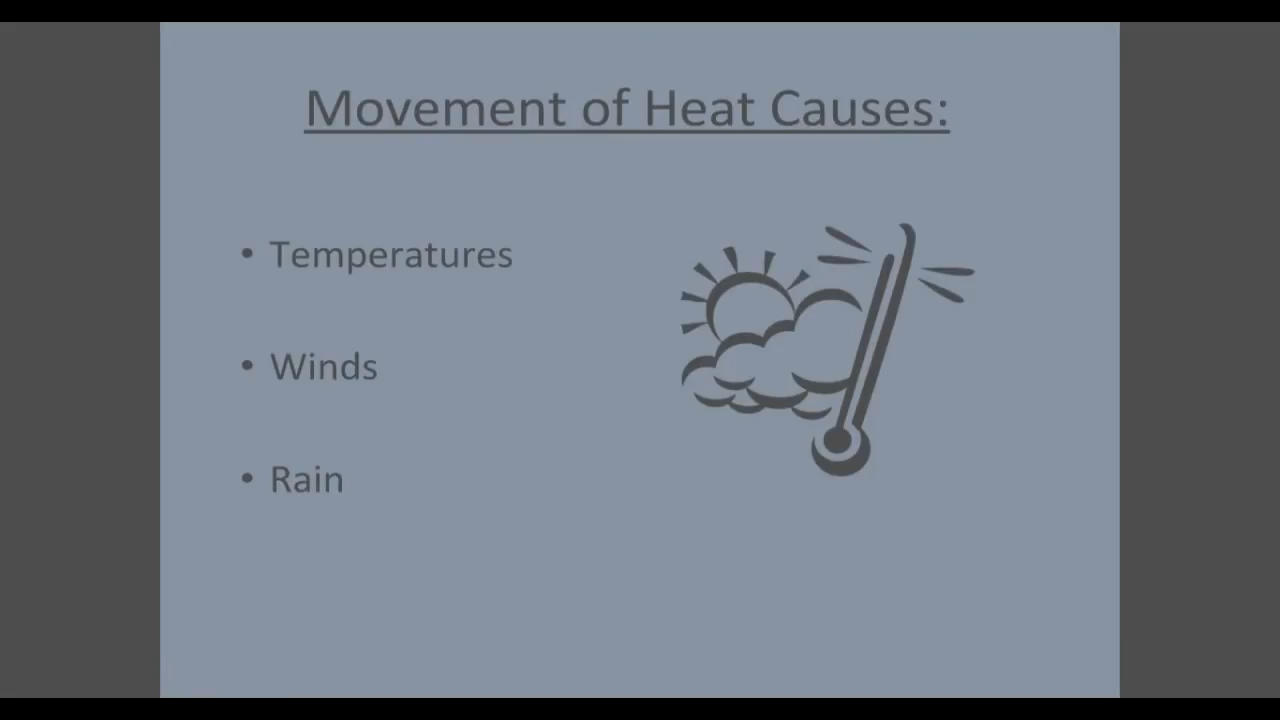 Movement of Heat Causes:
• Temperatures
• Winds
• Rain